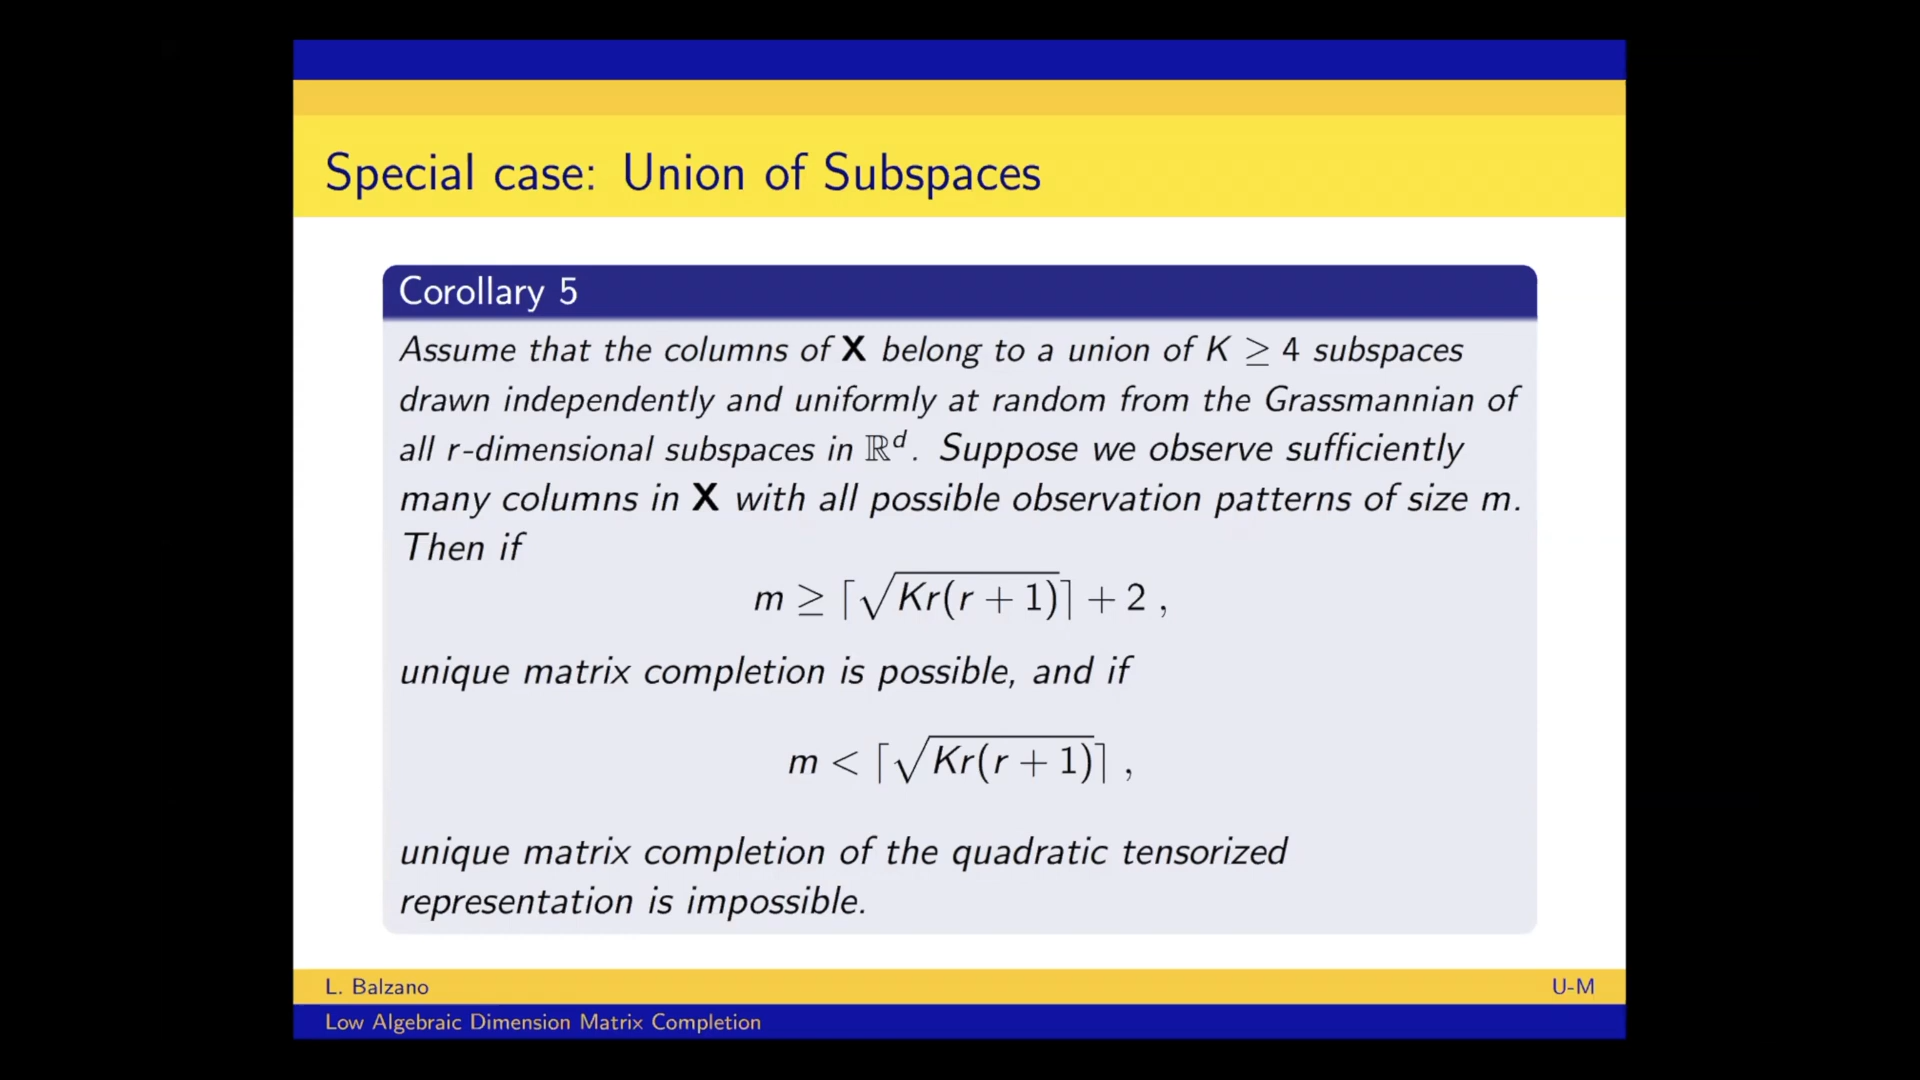 Special case: Union of Subspaces
Corollary 5
Assume that the columns of X belong to a union of K ≥ 4 subspaces
drawn independently and uniformly at random from the Grassmannian of
all r-dimensional subspaces in ℝᵈ. Suppose we observe sufficiently
many columns in X with all possible observation patterns of size m.
Then if
m ≥ ⌈√(Kr(r + 1))⌉ + 2 ,
unique matrix completion is possible, and if
m < ⌈√(Kr(r + 1))⌉ ,
unique matrix completion of the quadratic tensorized
representation is impossible.
L. Balzano
U-M
Low Algebraic Dimension Matrix Completion